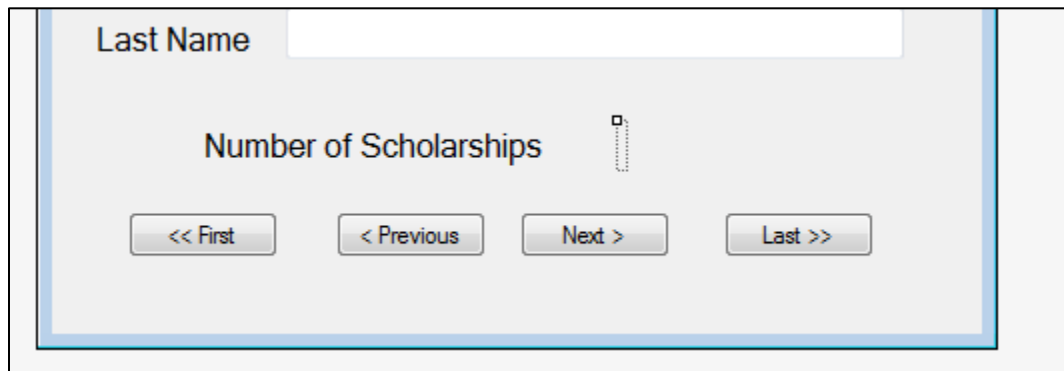 Last Name
Number of Scholarships
<< First < Previous Next > Last >>